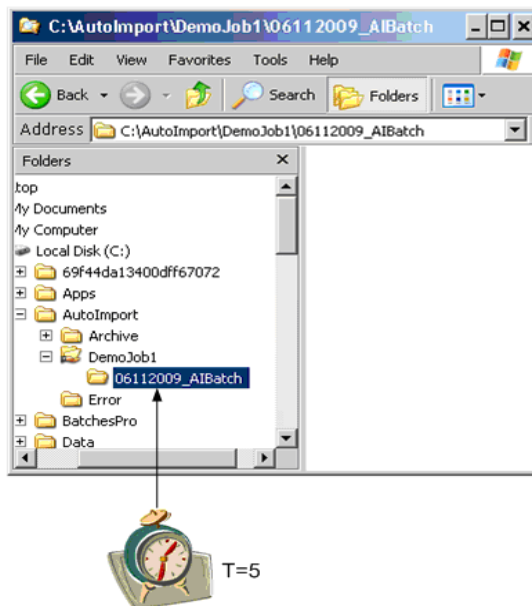 C:\AutoImport\DemoJob1\06112009_AIBatch
File Edit View Favorites Tools Help
Back Search Folders
Address C:\AutoImport\DemoJob1\06112009_AIBatch
Folders
top
My Documents
My Computer
Local Disk (C:)
69f44da13400dff67072
Apps
AutoImport
Archive
DemoJob1
06112009_AIBatch
Error
BatchesPro
Data
T=5